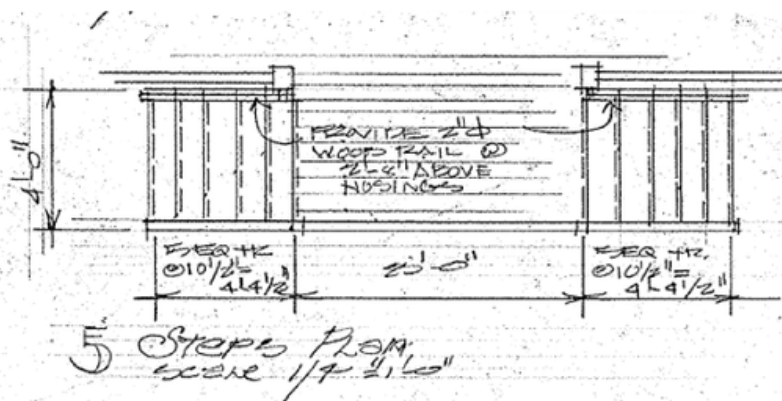 4'-0"
PROVIDE 2"ϕ
WOOD RAIL @
2'-8" ABOVE
NOSINGS
5 EQ TR.
@10 1/2"=
4'-4 1/2"
5 EQ TR.
@10 1/2"=
4'-4 1/2"
5 STEPS PLAN
SCALE 1/4"=1'-0"